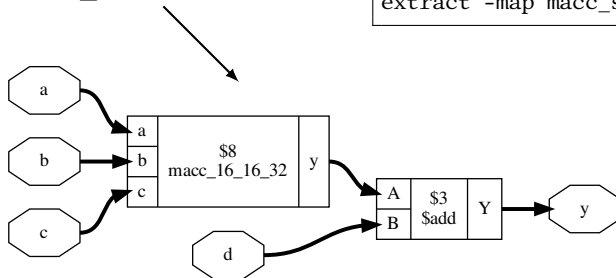 extract -map macc_s
a
b
c
a
b
c
$8
macc_16_16_32
y
d
A
B
$3
$add
Y
y